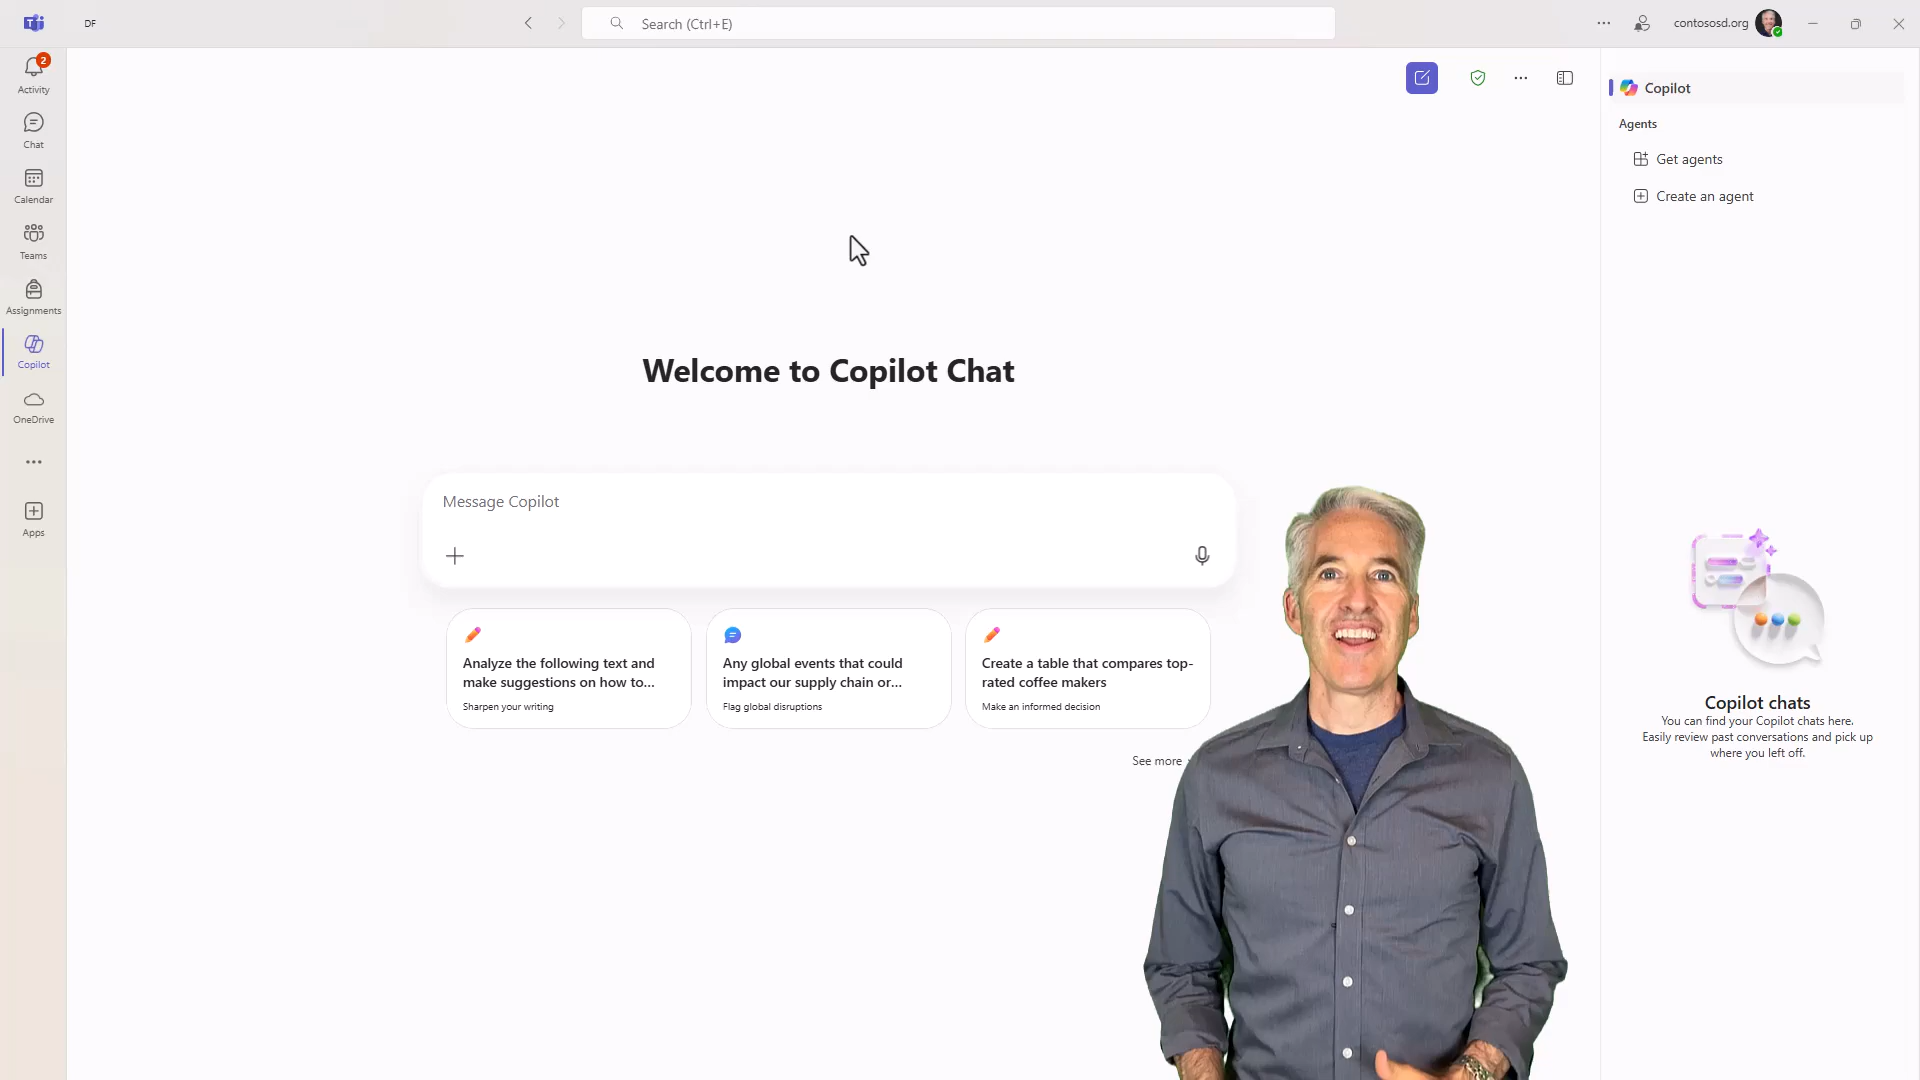 DF
Search (Ctrl+E)
contososd.org
2
Activity
Chat
Calendar
Teams
Assignments
Copilot
OneDrive
Apps
Welcome to Copilot Chat
Message Copilot
Analyze the following text and
make suggestions on how to...
Sharpen your writing
Any global events that could
impact our supply chain or...
Flag global disruptions
Create a table that compares top-
rated coffee makers
Make an informed decision
See more
Copilot
Agents
Get agents
Create an agent
Copilot chats
You can find your Copilot chats here.
Easily review past conversations and pick up
where you left off.